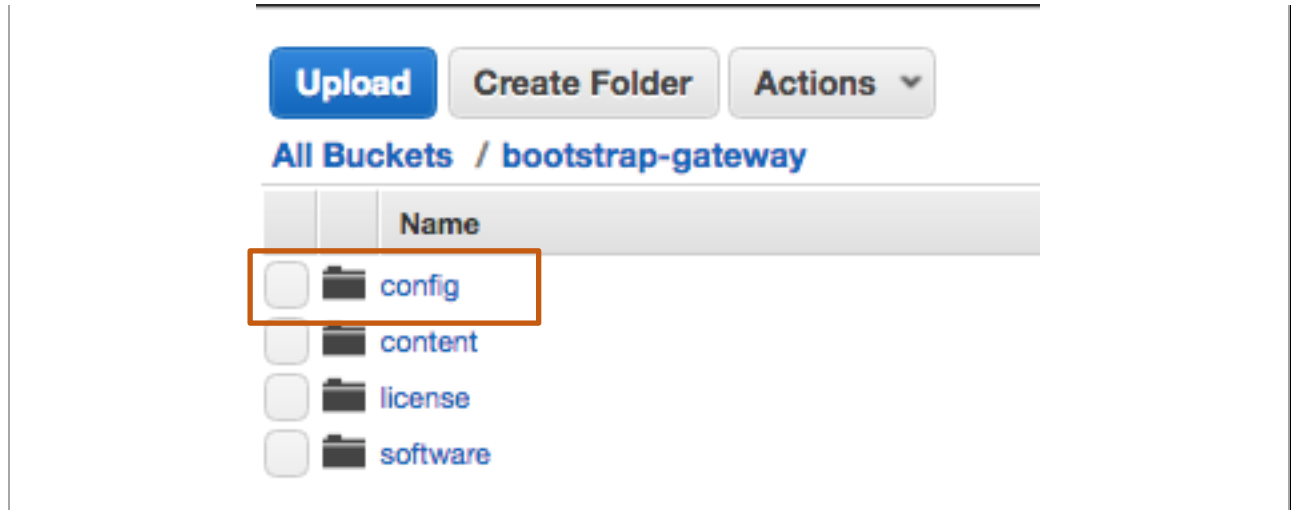 Upload Create Folder Actions
All Buckets / bootstrap-gateway
Name
config
content
license
software